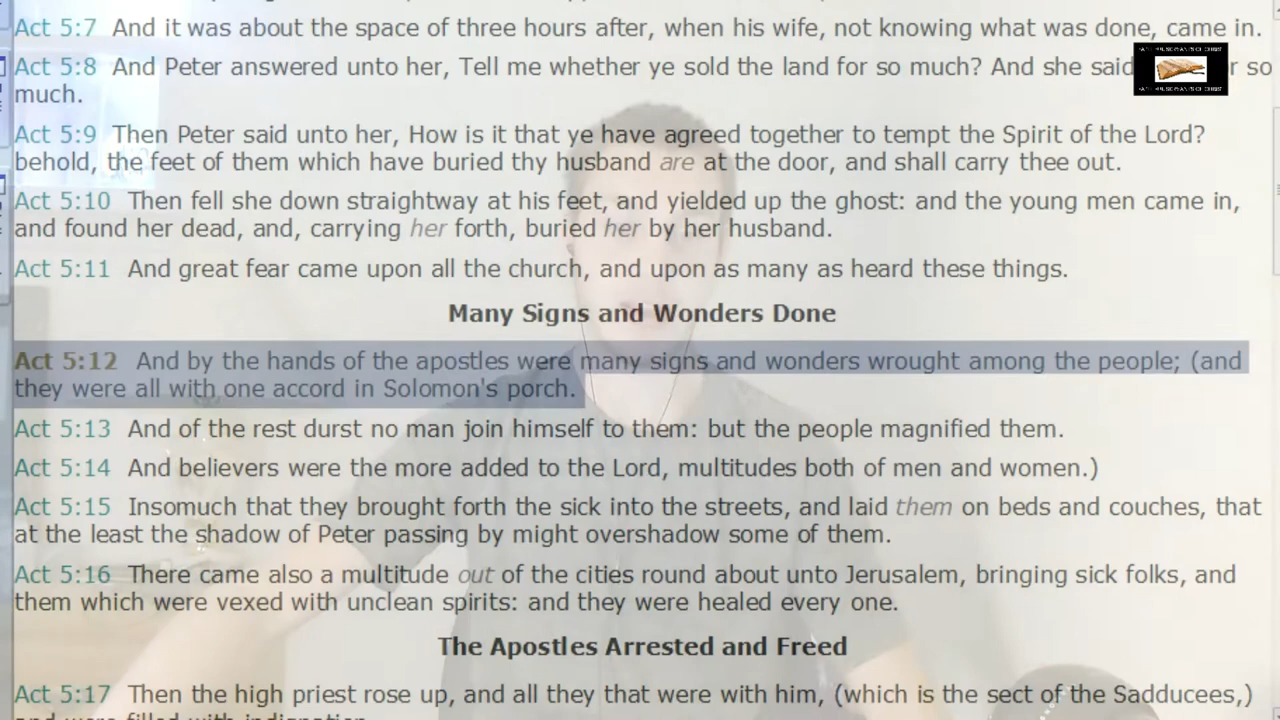 Act 5:7 And it was about the space of three hours after, when his wife, not knowing what was done, came in.
Act 5:8 And Peter answered unto her, Tell me whether ye sold the land for so much? And she said r so
much.
Act 5:9 Then Peter said unto her, How is it that ye have agreed together to tempt the Spirit of the Lord?
behold, the feet of them which have buried thy husband are at the door, and shall carry thee out.
Act 5:10 Then fell she down straightway at his feet, and yielded up the ghost: and the young men came in,
and found her dead, and, carrying her forth, buried her by her husband.
Act 5:11 And great fear came upon all the church, and upon as many as heard these things.
Many Signs and Wonders Done
Act 5:12 And by the hands of the apostles were many signs and wonders wrought among the people; (and
they were all with one accord in Solomon's porch.
Act 5:13 And of the rest durst no man join himself to them: but the people magnified them.
Act 5:14 And believers were the more added to the Lord, multitudes both of men and women.)
Act 5:15 Insomuch that they brought forth the sick into the streets, and laid them on beds and couches, that
at the least the shadow of Peter passing by might overshadow some of them.
Act 5:16 There came also a multitude out of the cities round about unto Jerusalem, bringing sick folks, and
them which were vexed with unclean spirits: and they were healed every one.
The Apostles Arrested and Freed
Act 5:17 Then the high priest rose up, and all they that were with him, (which is the sect of the Sadducees,)
and were filled with indignation